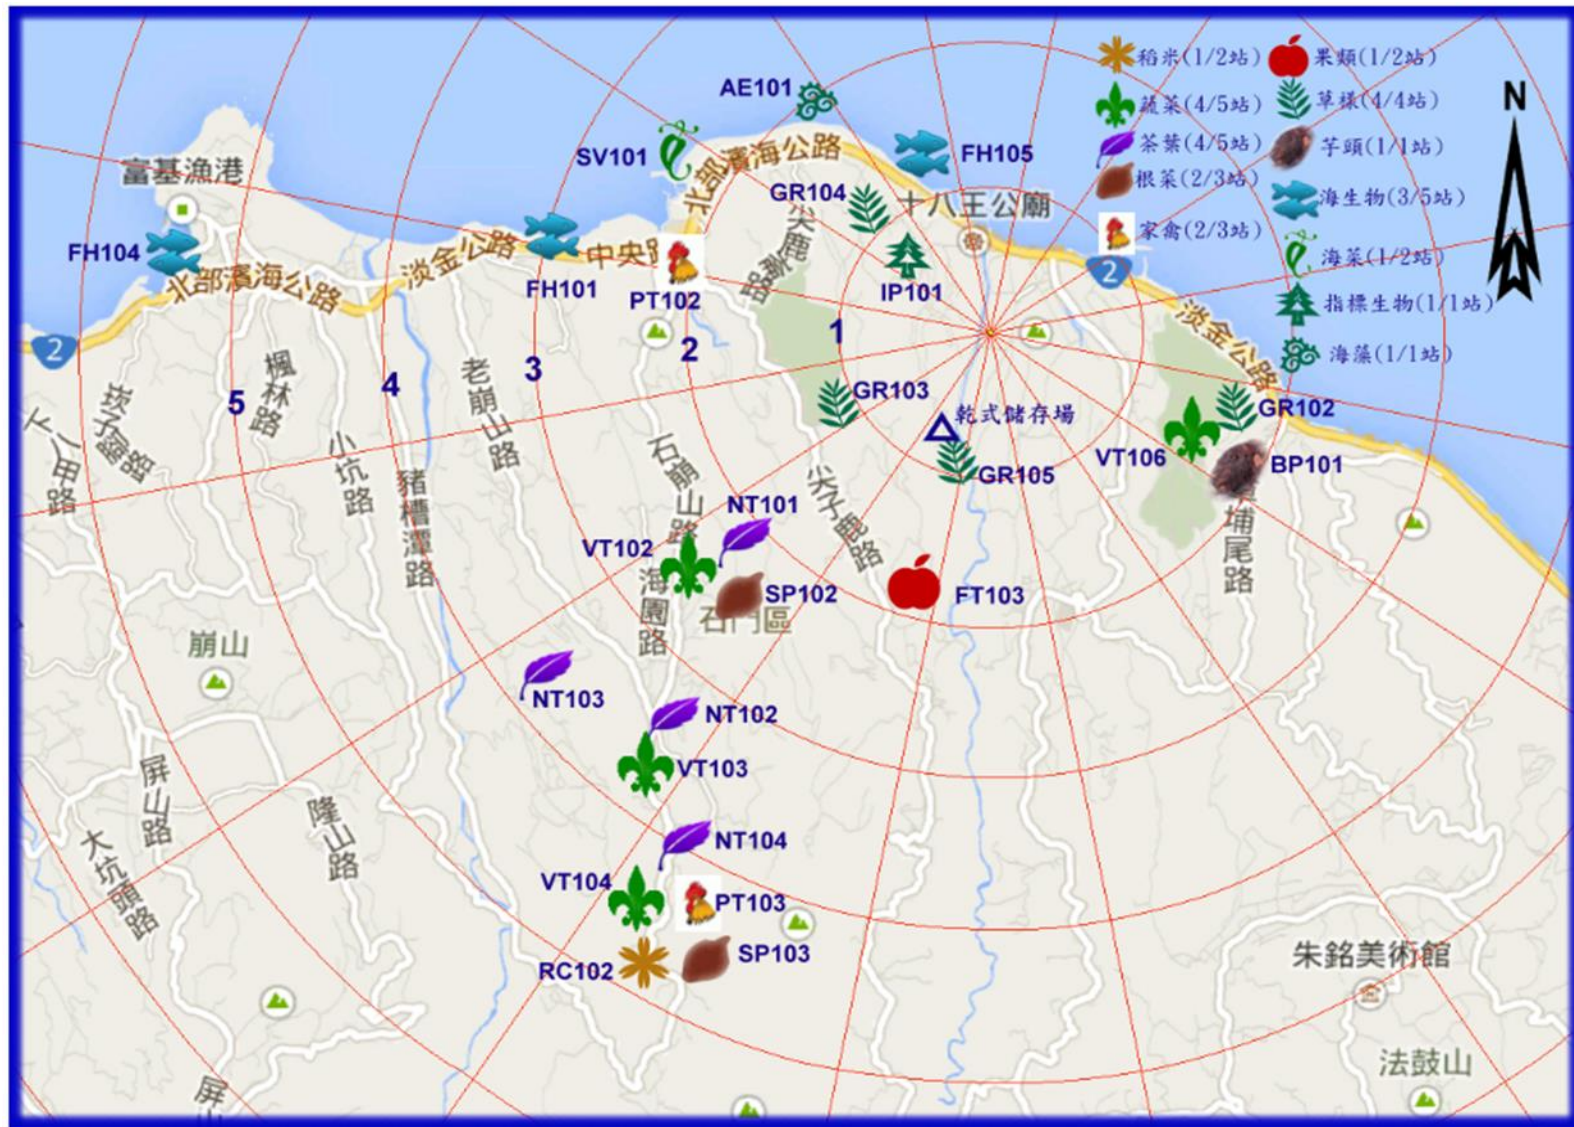 稻米(1/2站)
果類(1/2站)
蔬菜(4/5站)
草樣(4/4站)
茶葉(4/5站)
芋頭(1/1站)
根菜(2/3站)
海生物(3/5站)
家禽(2/3站)
海菜(1/2站)
指標生物(1/1站)
海藻(1/1站)
N
AE101
SV101
北部濱海公路
FH105
富基漁港
GR104
十八王公廟
FH104
淡金公路
中央路
尖鹿路
IP101
2
北部濱海公路
FH101
PT102
淡金公路
2
1
2
3
4
5
楓林路
老崩山路
GR103
GR102
乾式儲存場
VT106
BP101
GR105
小坑路
豬槽潭路
石崩山路
尖子鹿路
NT101
埔尾路
VT102
SP102
FT103
海園路
石門區
崩山
NT103
NT102
VT103
屏山路
隆山路
大坑頭路
NT104
VT104
PT103
SP103
RC102
朱銘美術館
法鼓山
屏山